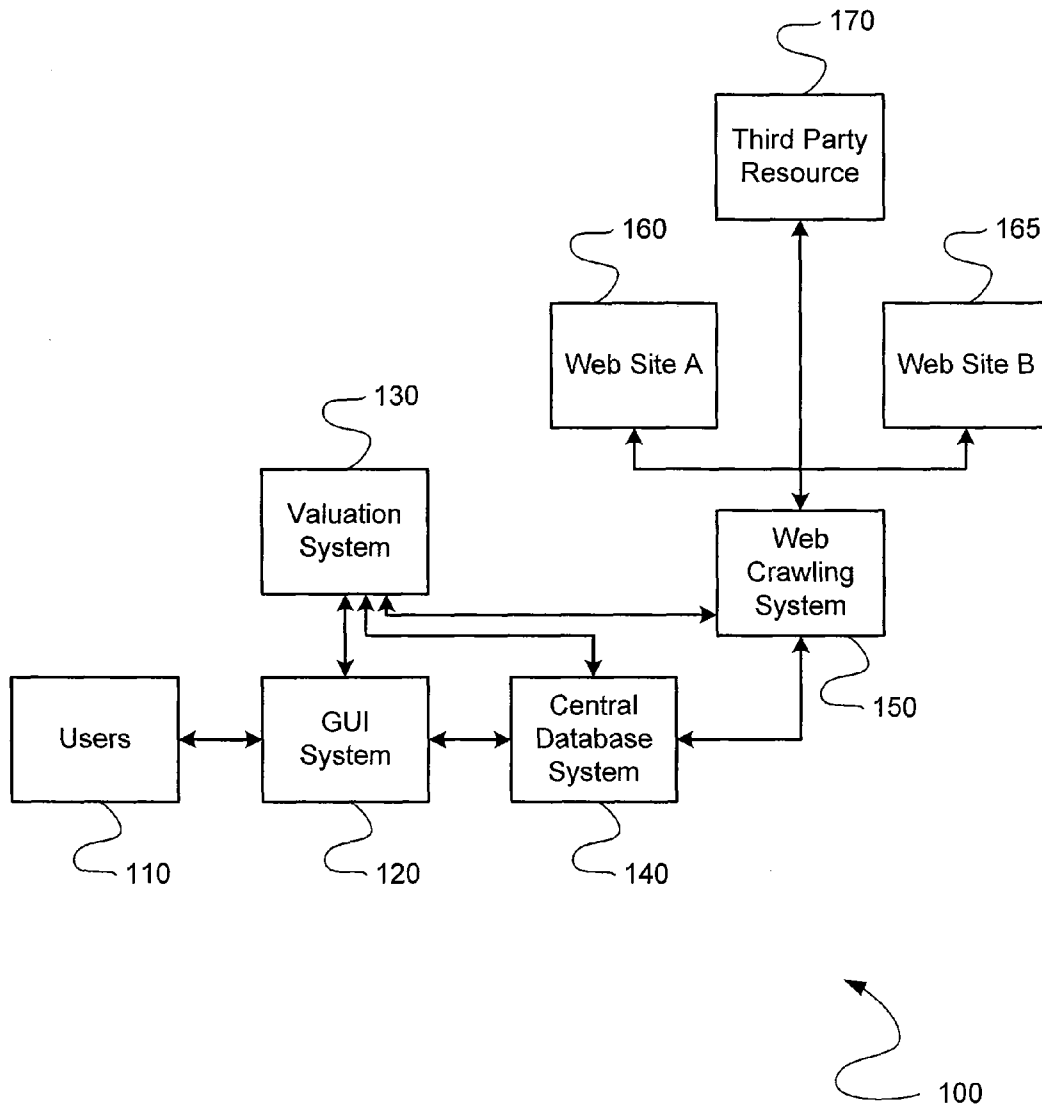 170
Third Party
Resource
160
165
Web Site A
Web Site B
130
Valuation
System
Web
Crawling
System
150
Users
GUI
System
Central
Database
System
110
120
140
100